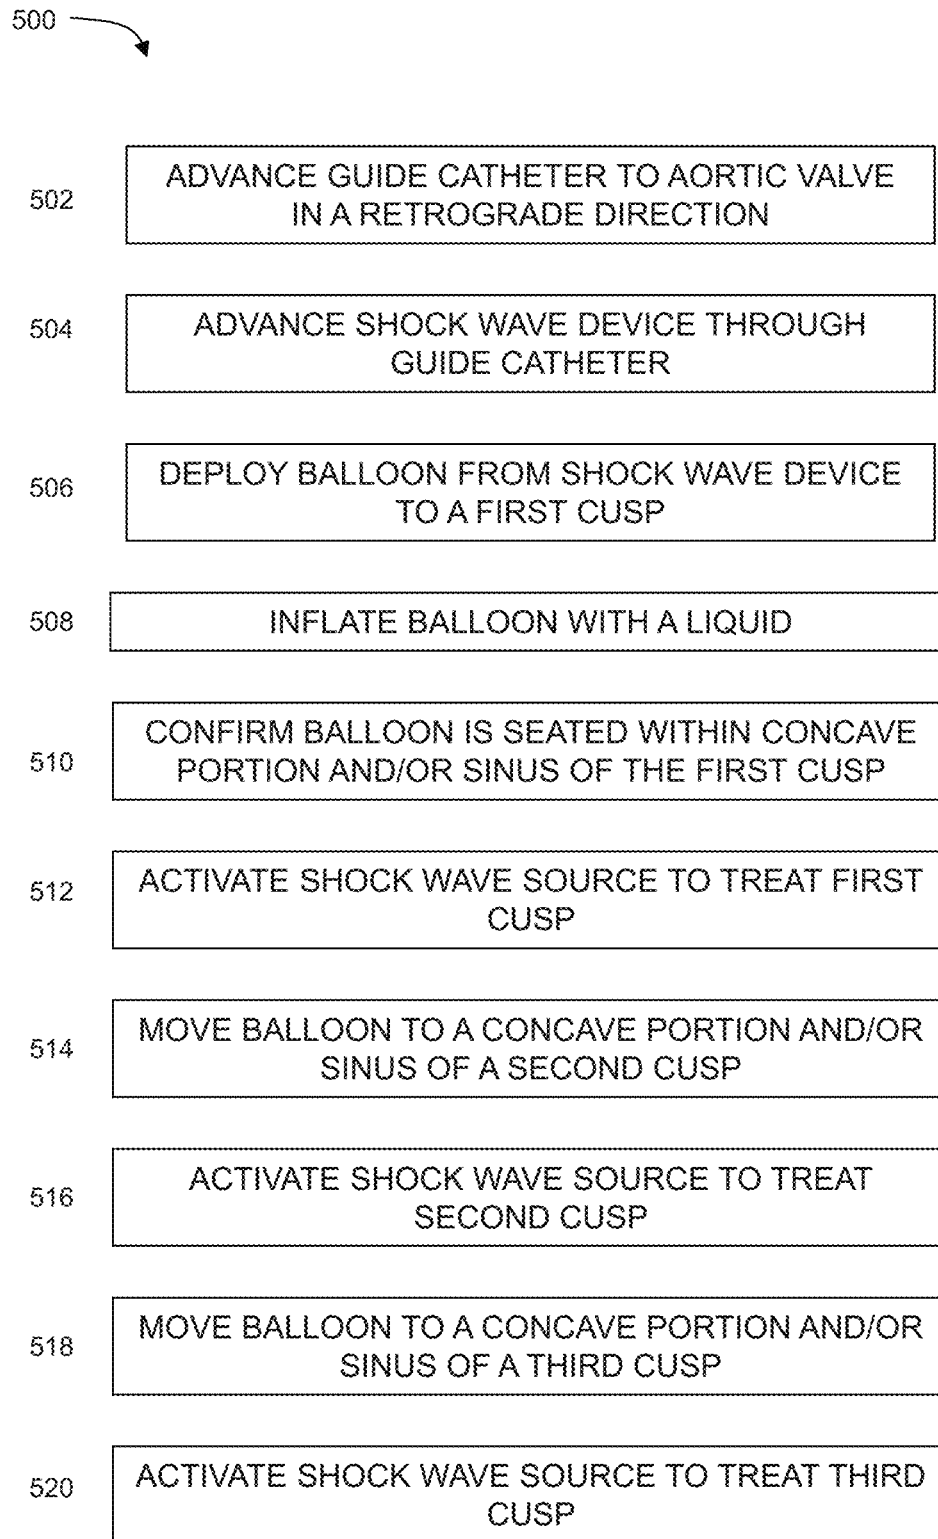 500
502
ADVANCE GUIDE CATHETER TO AORTIC VALVE
IN A RETROGRADE DIRECTION
504
ADVANCE SHOCK WAVE DEVICE THROUGH
GUIDE CATHETER
506
DEPLOY BALLOON FROM SHOCK WAVE DEVICE
TO A FIRST CUSP
508
INFLATE BALLOON WITH A LIQUID
510
CONFIRM BALLOON IS SEATED WITHIN CONCAVE
PORTION AND/OR SINUS OF THE FIRST CUSP
512
ACTIVATE SHOCK WAVE SOURCE TO TREAT FIRST
CUSP
514
MOVE BALLOON TO A CONCAVE PORTION AND/OR
SINUS OF A SECOND CUSP
516
ACTIVATE SHOCK WAVE SOURCE TO TREAT
SECOND CUSP
518
MOVE BALLOON TO A CONCAVE PORTION AND/OR
SINUS OF A THIRD CUSP
520
ACTIVATE SHOCK WAVE SOURCE TO TREAT THIRD
CUSP